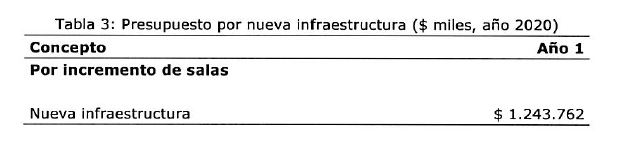 Tabla 3: Presupuesto por nueva infraestructura ($ miles, año 2020)
Concepto Año 1
Por incremento de salas
Nueva infraestructura $ 1.243.762